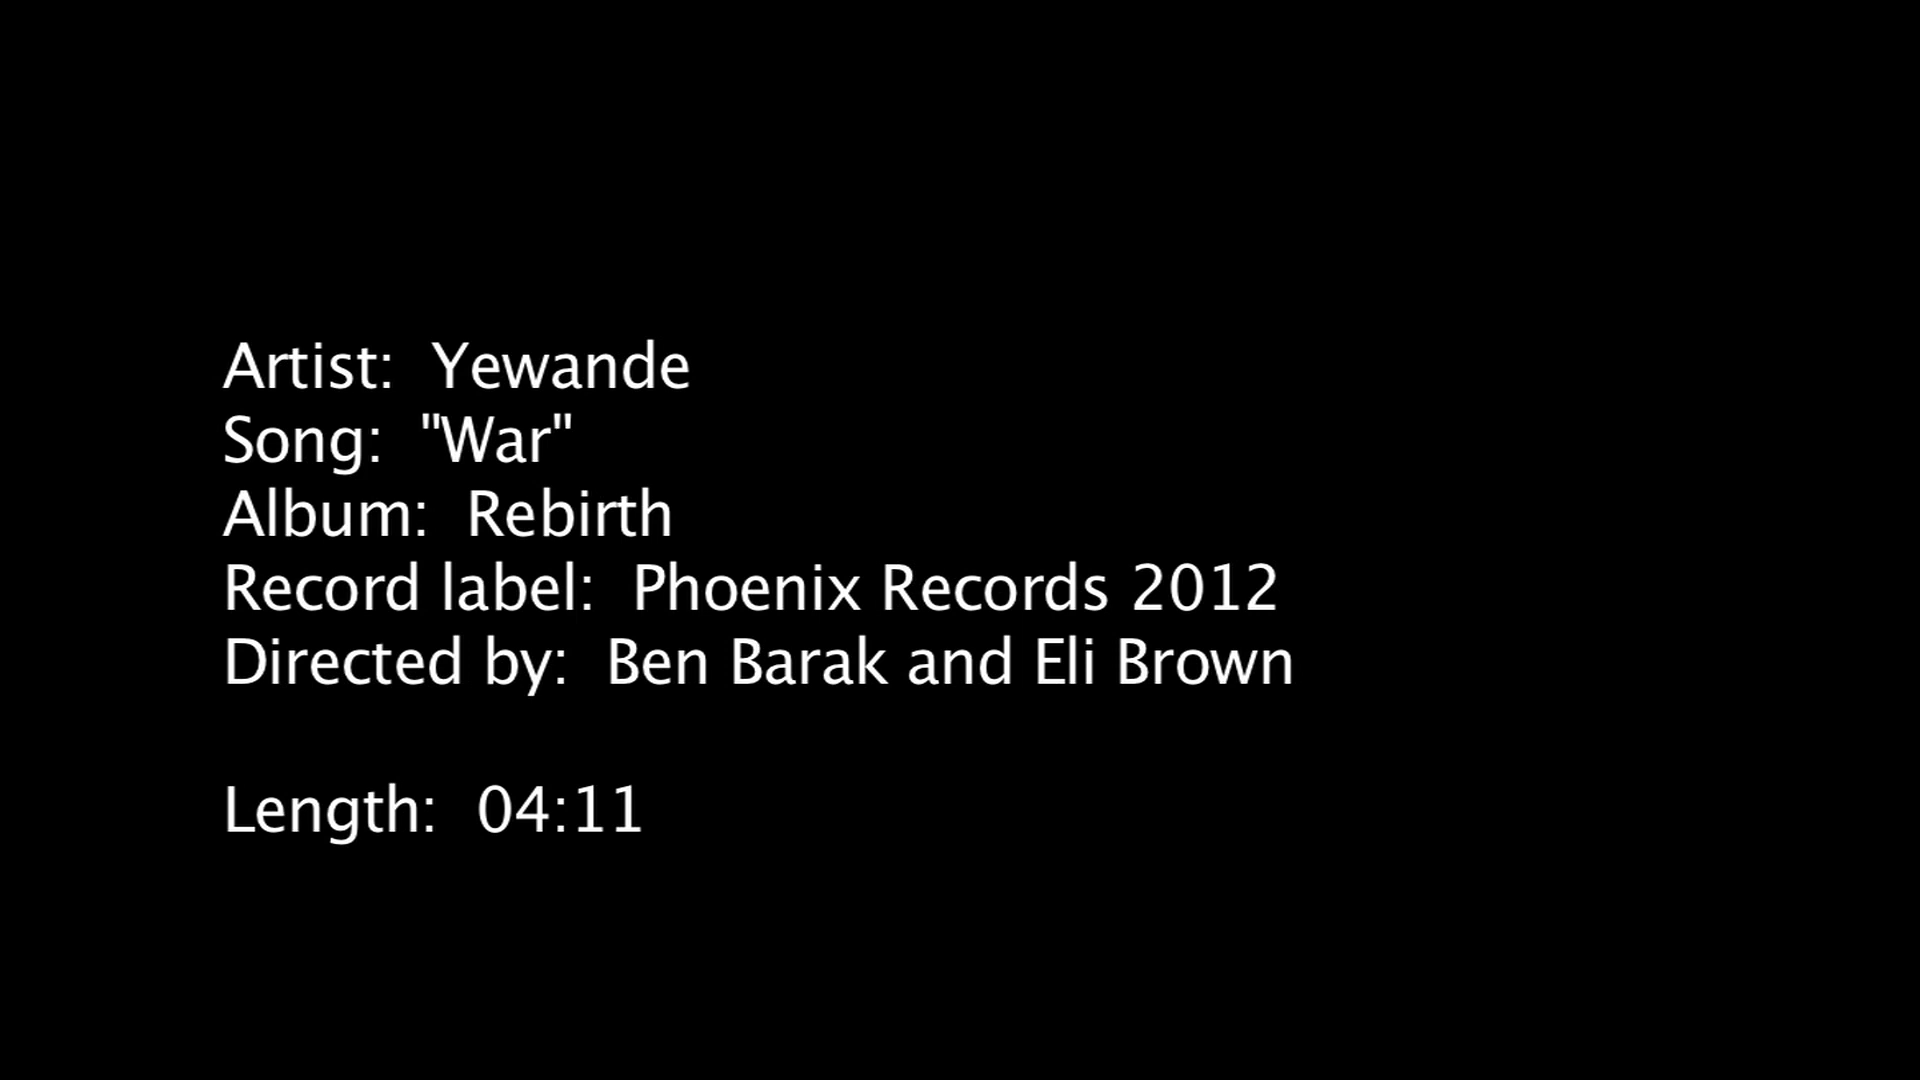 Artist:  Yewande
Song:  "War"
Album:  Rebirth
Record label:  Phoenix Records 2012
Directed by:  Ben Barak and Eli Brown
Length:  04:11